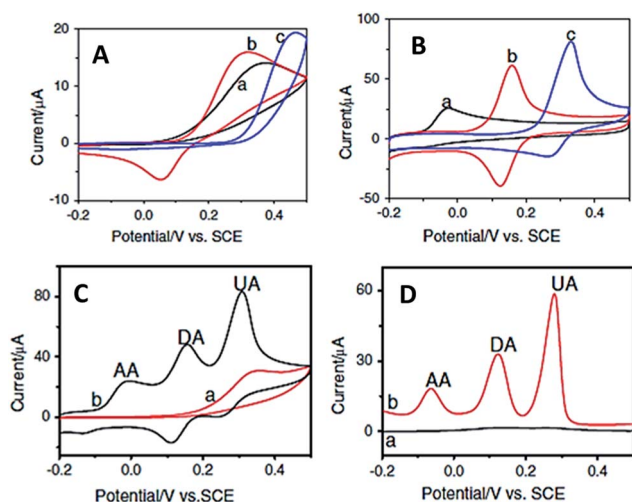 A
B
20
b
c
a
10
0
-10
Current/µA
-0.2
0.0
0.2
0.4
Potential/V vs. SCE
100
50
0
-50
Current/µA
a
b
c
-0.2
0.0
0.2
0.4
Potential/V vs. SCE
C
80
40
0
Current/µA
AA
DA
UA
b
a
-0.2
0.0
0.2
0.4
Potential/V vs.SCE
D
60
30
0
Current/µA
AA
DA
UA
b
a
-0.2
0.0
0.2
0.4
Potential/V vs.SCE